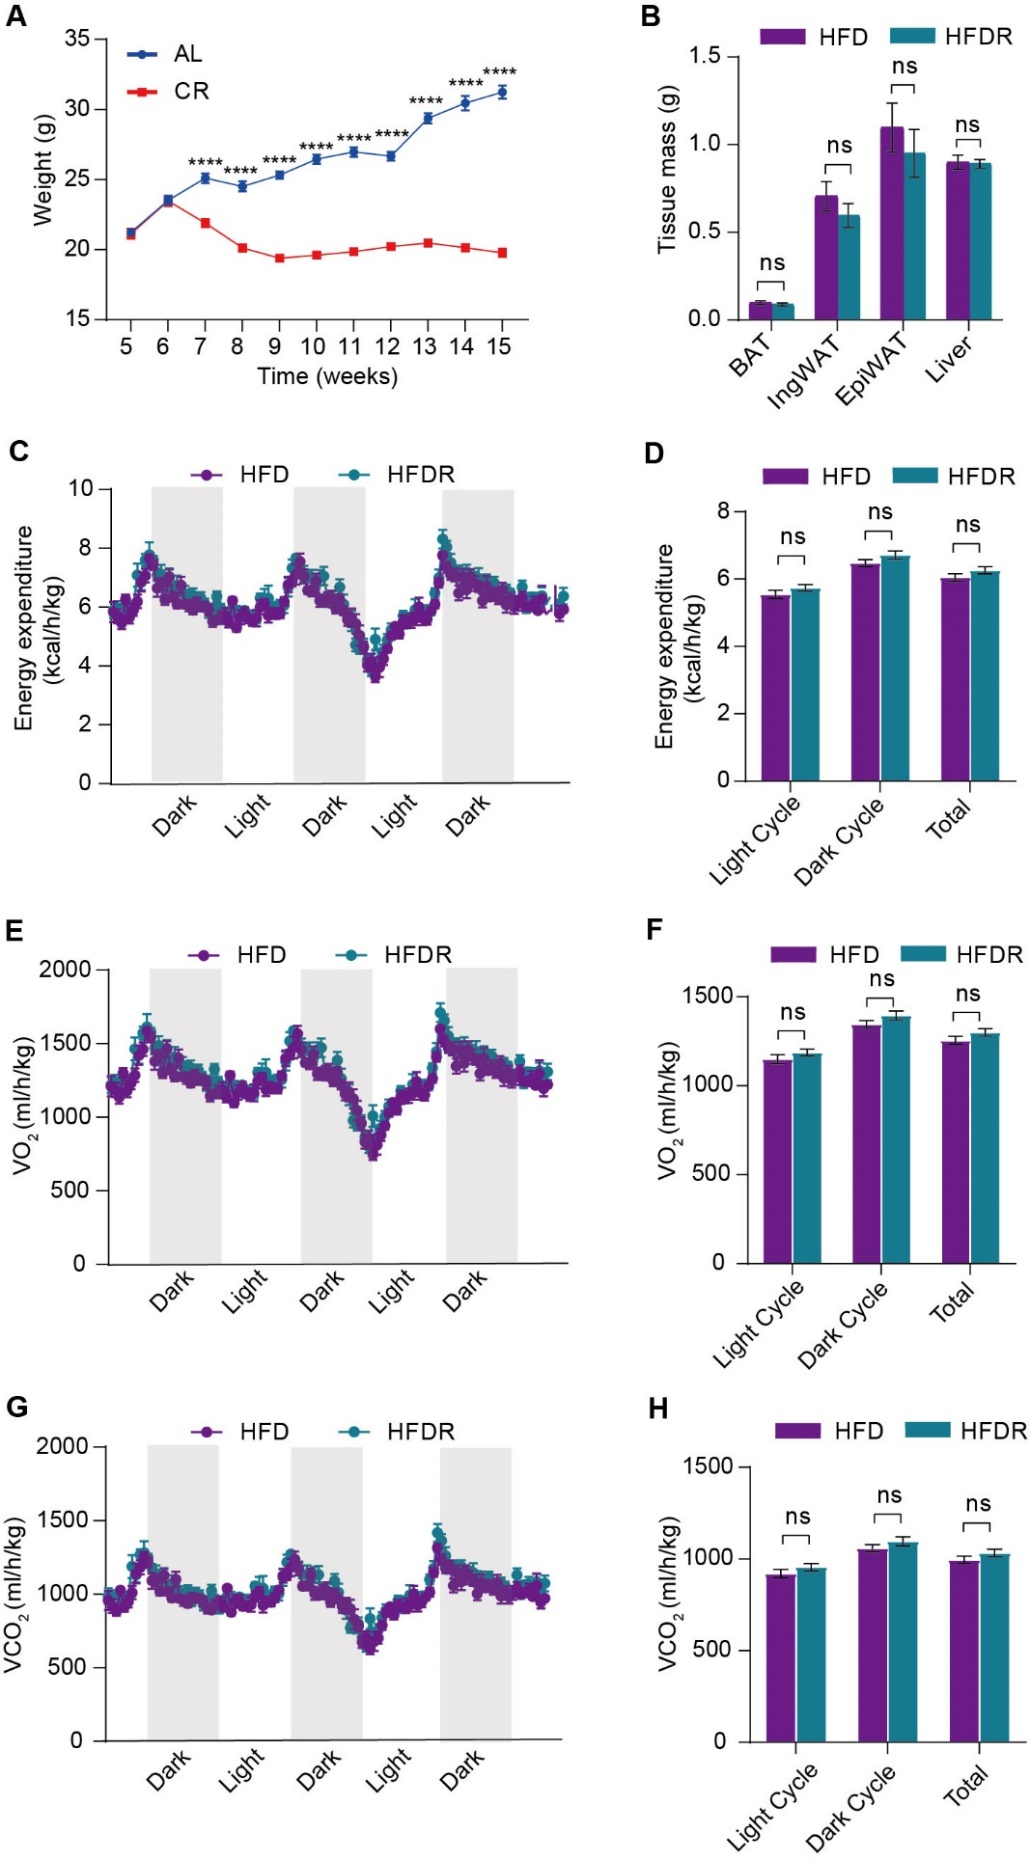 A
35
30
25
20
15
Weight (g)
AL
CR
****
****
****
****
****
****
****
****
****
5 6 7 8 9 10 11 12 13 14 15
Time (weeks)
B
HFD HFDR
1.5
1.0
0.5
0.0
Tissue mass (g)
ns
ns
ns
ns
BAT
IngWAT
EpiWAT
Liver
C
HFD HFDR
10
8
6
4
2
0
Energy expenditure
(kcal/h/kg)
Dark
Light
Dark
Light
Dark
D
HFD HFDR
8
6
4
2
0
Energy expenditure
(kcal/h/kg)
ns
ns
ns
Light Cycle
Dark Cycle
Total
E
HFD HFDR
2000
1500
1000
500
0
VO2 (ml/h/kg)
Dark
Light
Dark
Light
Dark
F
HFD HFDR
1500
1000
500
0
VO2 (ml/h/kg)
ns
ns
ns
Light Cycle
Dark Cycle
Total
G
HFD HFDR
2000
1500
1000
500
0
VCO2 (ml/h/kg)
Dark
Light
Dark
Light
Dark
H
HFD HFDR
1500
1000
500
0
VCO2 (ml/h/kg)
ns
ns
ns
Light Cycle
Dark Cycle
Total